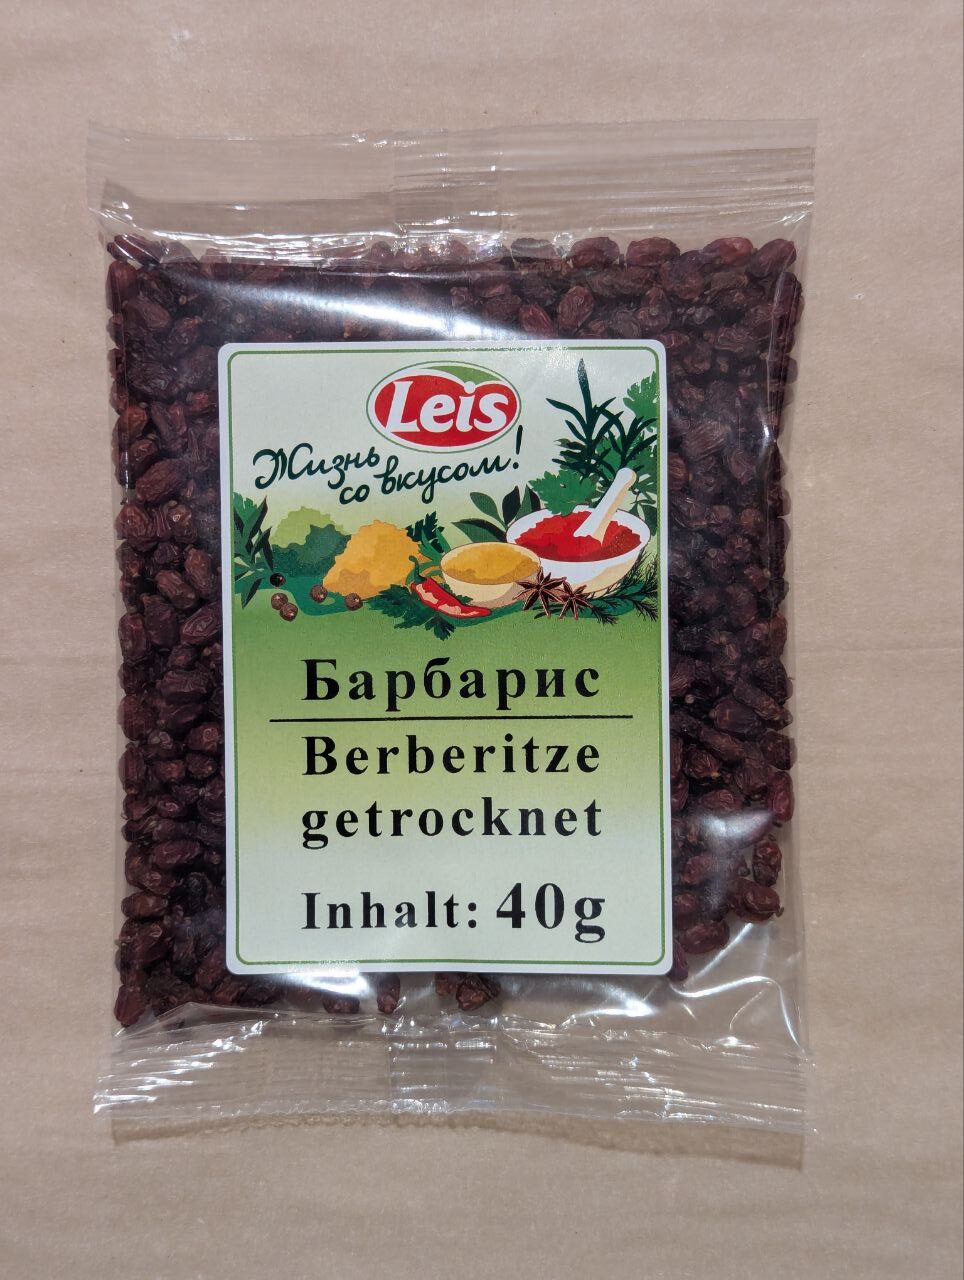 Leis
Жизнь
со вкусом!
Барбарис
Berberitze
getrocknet
Inhalt: 40g